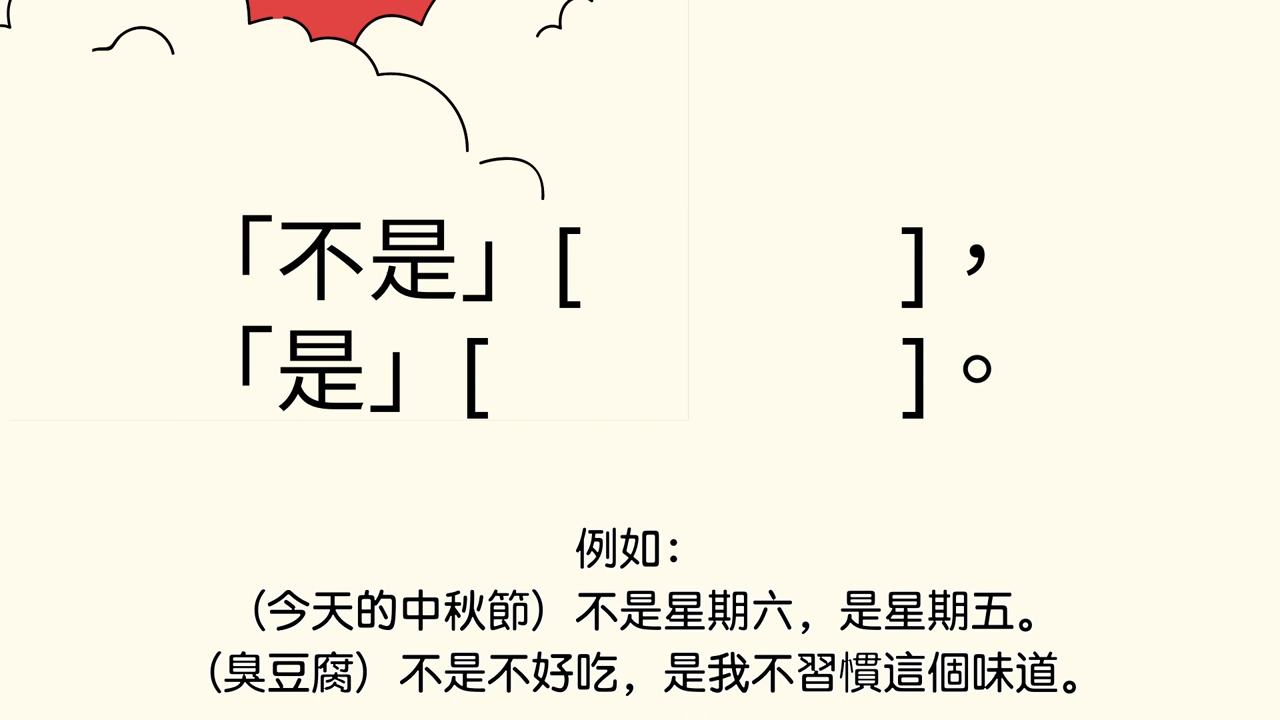 「不是」[ ]，
「是」[ ]。
例如：
（今天的中秋節）不是星期六，是星期五。
（臭豆腐）不是不好吃，是我不習慣這個味道。